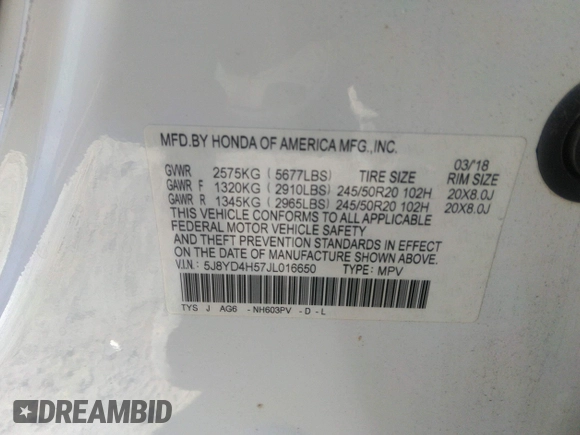 MFD.BY HONDA OF AMERICA MFG.,INC.
03/18
GVWR 2575KG (5677LBS) TIRE SIZE RIM SIZE
GAWR F 1320KG (2910LBS) 245/50R20 102H 20X8.0J
GAWR R 1345KG (2965LBS) 245/50R20 102H 20X8.0J
THIS VEHICLE CONFORMS TO ALL APPLICABLE
FEDERAL MOTOR VEHICLE SAFETY
AND THEFT PREVENTION STANDARDS IN EFFECT
ON THE DATE OF MANUFACTURE SHOWN ABOVE.
V.I.N.: 5J8YD4H57JL016650 TYPE: MPV
TYS J AG6 -NH603PV -D-L
DREAMBID